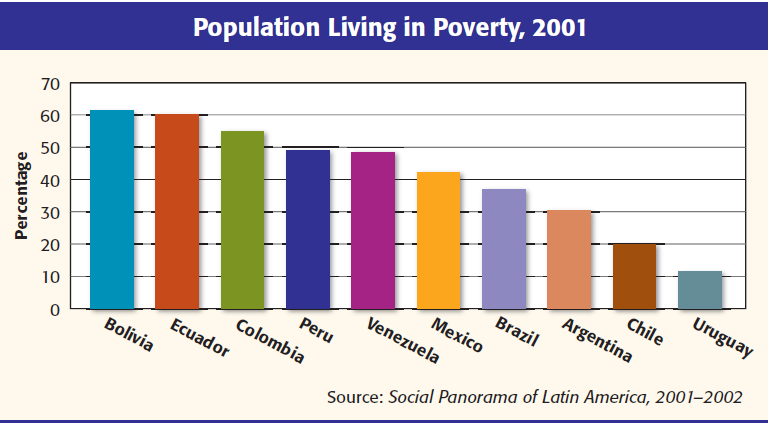 Population Living in Poverty, 2001
Percentage
70
60
50
40
30
20
10
0
Bolivia
Ecuador
Colombia
Peru
Venezuela
Mexico
Brazil
Argentina
Chile
Uruguay
Source: Social Panorama of Latin America, 2001–2002